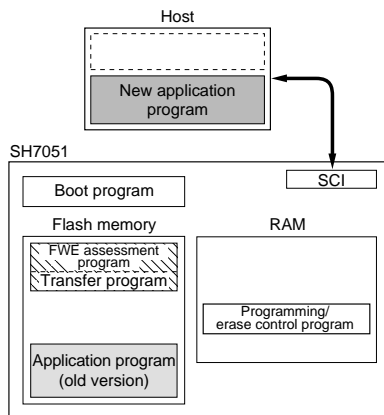 Host
New application
program
SH7051
SCI
Boot program
Flash memory
RAM
FWE assessment
program
Transfer program
Programming/
erase control program
Application program
(old version)